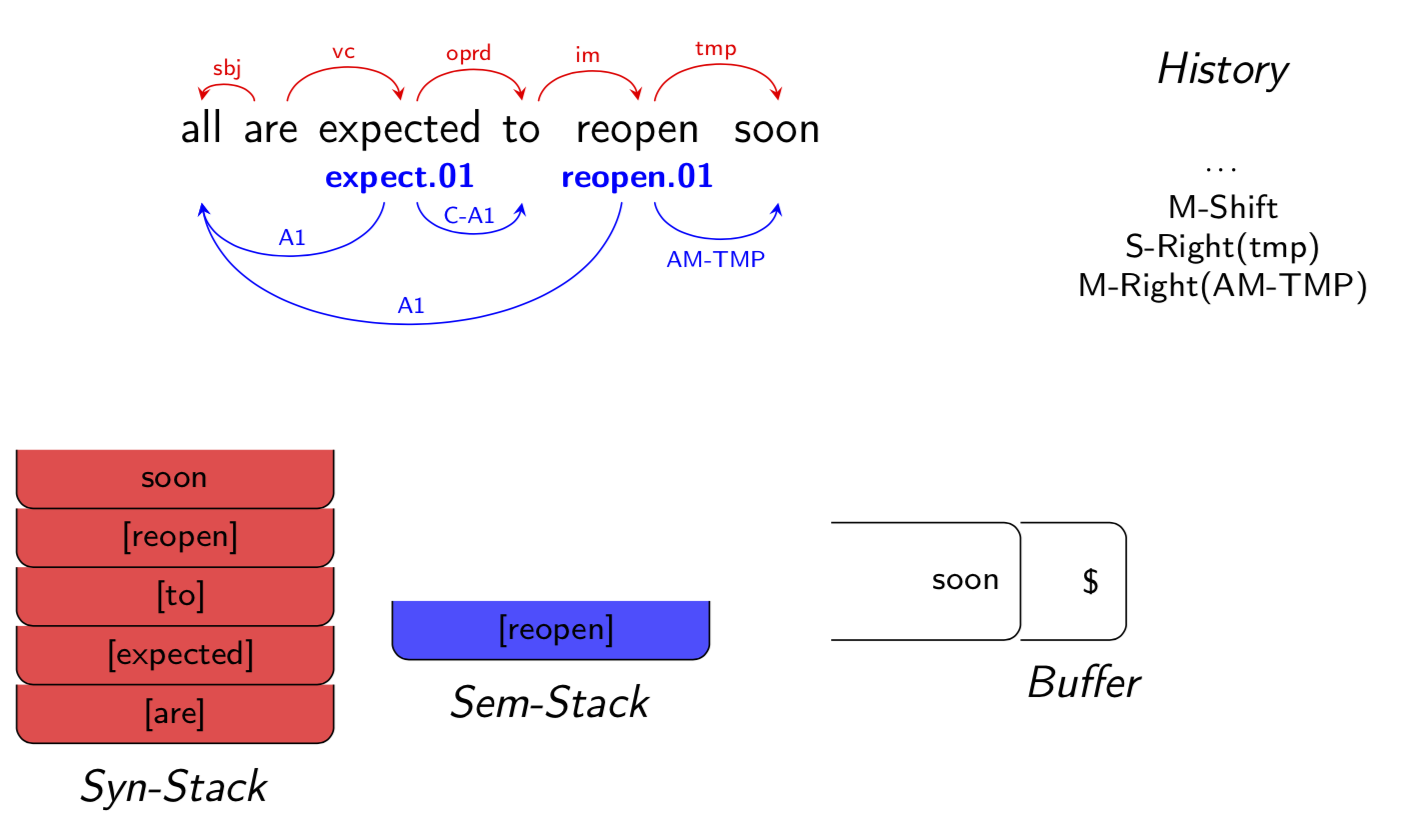 sbj vc oprd im tmp
History
all are expected to reopen soon
expect.01 reopen.01
A1 C-A1 AM-TMP
A1
...
M-Shift
S-Right(tmp)
M-Right(AM-TMP)
soon
[reopen]
[to]
[expected]
[are]
Syn-Stack
[reopen]
Sem-Stack
soon $
Buffer